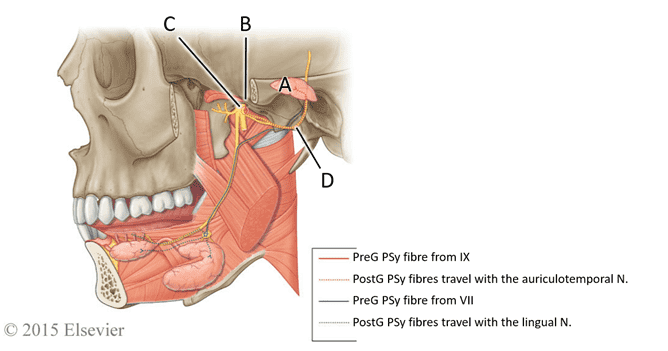 C
B
A
D
PreG PSy fibre from IX
PostG PSy fibres travel with the auriculotemporal N.
PreG PSy fibre from VII
PostG PSy fibres travel with the lingual N.
© 2015 Elsevier